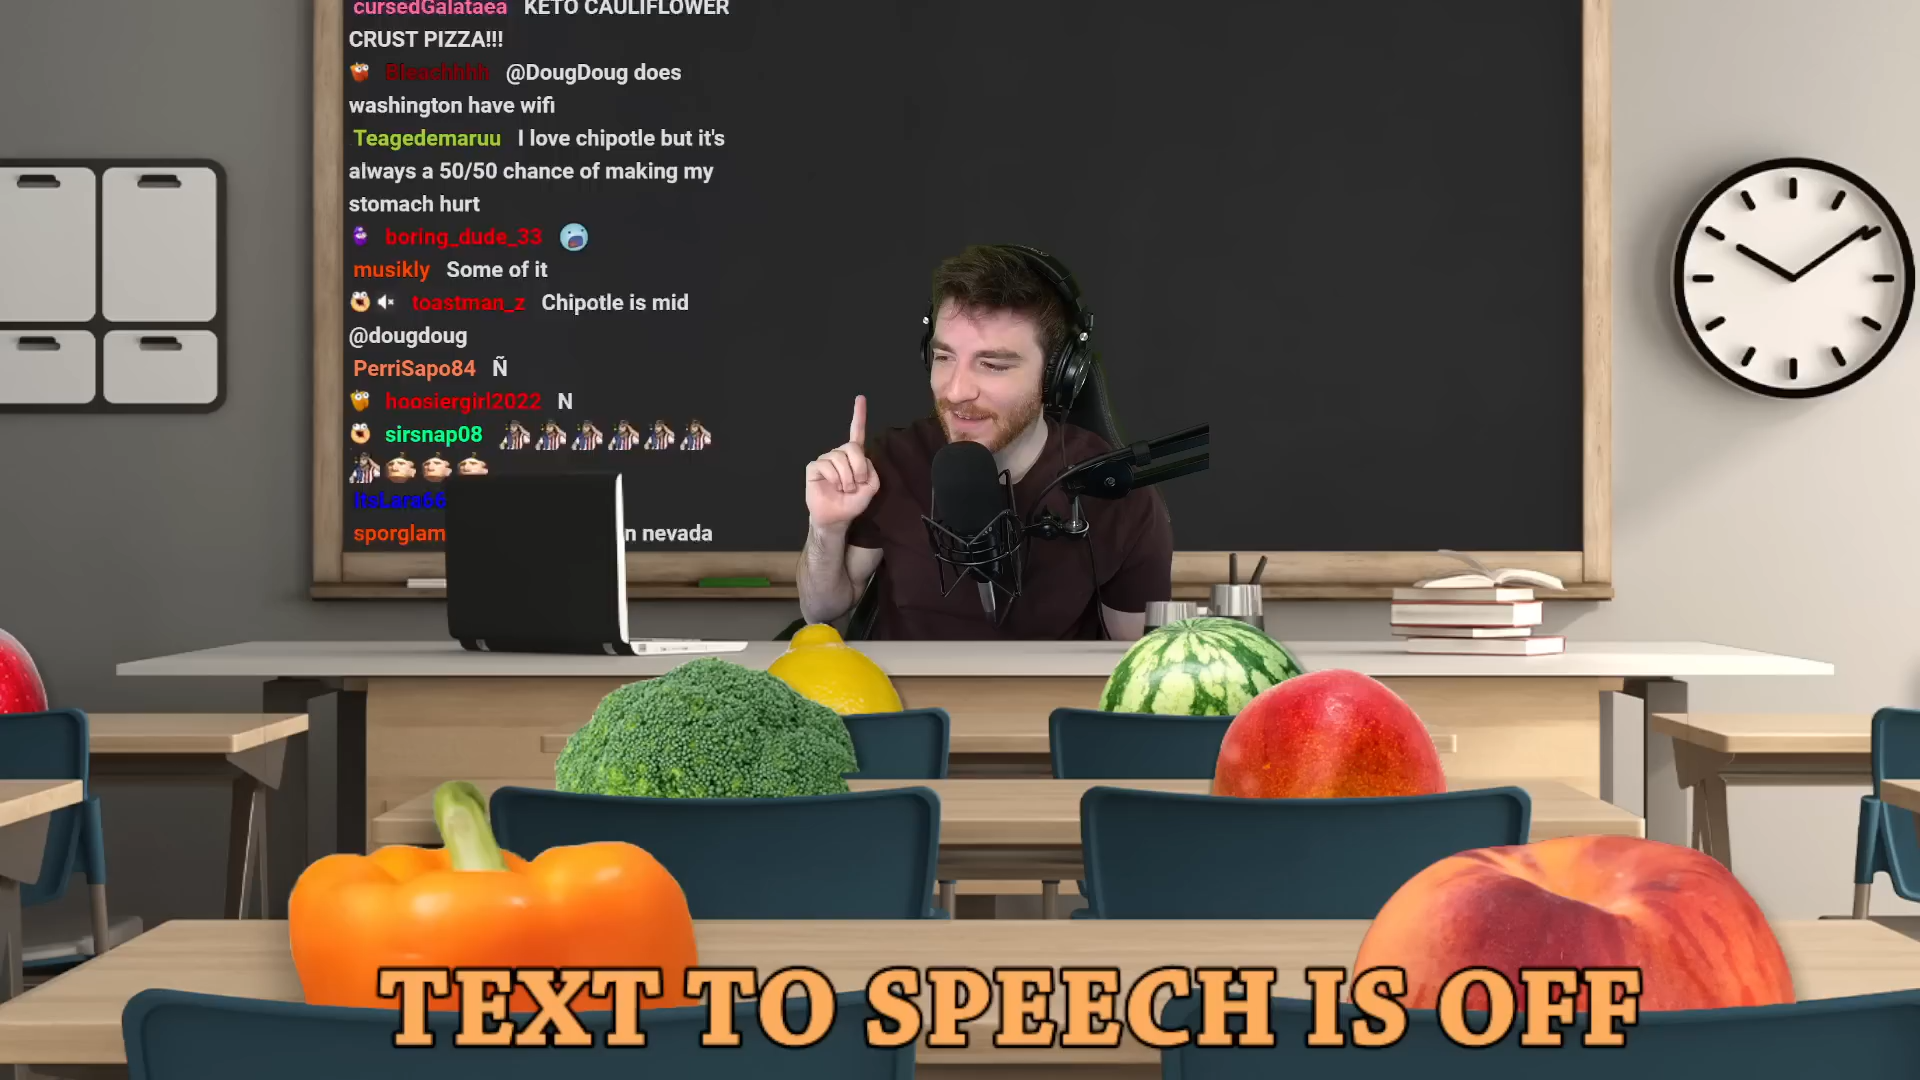 cursedGalataea KETO CAULIFLOWER
CRUST PIZZA!!!
Bleachhhh @DougDoug does
washington have wifi
Teagedemaruu I love chipotle but it's
always a 50/50 chance of making my
stomach hurt
boring_dude_33
musikly Some of it
toastman_z Chipotle is mid
@dougdoug
PerriSapo84 Ñ
hoosiergirl2022 N
sirsnap08
ItsLara66
sporglam n nevada
TEXT TO SPEECH IS OFF